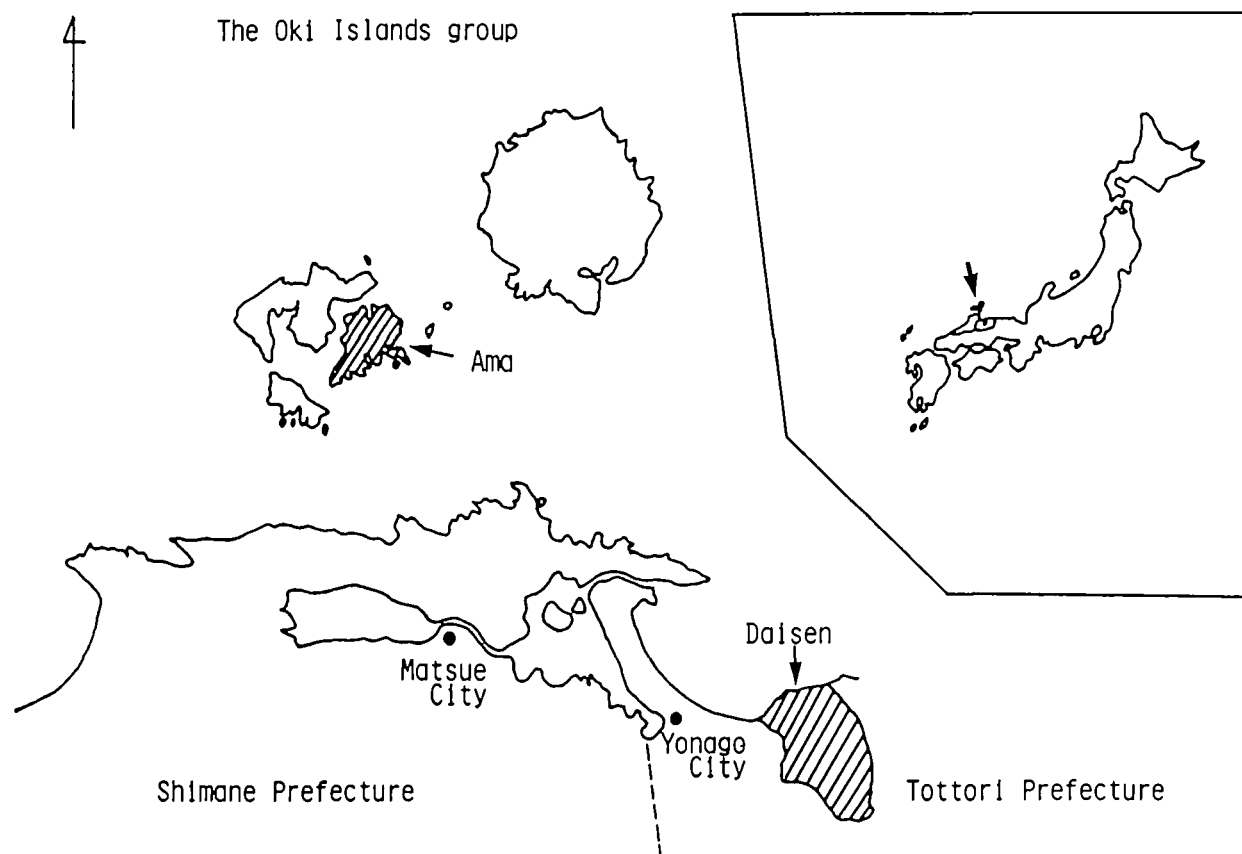 The Oki Islands group
Ama
Daisen
Matsue
City
Yonago
City
Shimane Prefecture
Tottori Prefecture